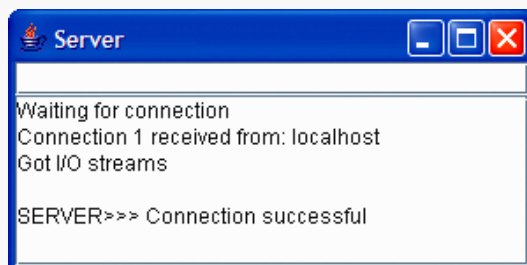 Server
Waiting for connection
Connection 1 received from: localhost
Got I/O streams
SERVER>>> Connection successful